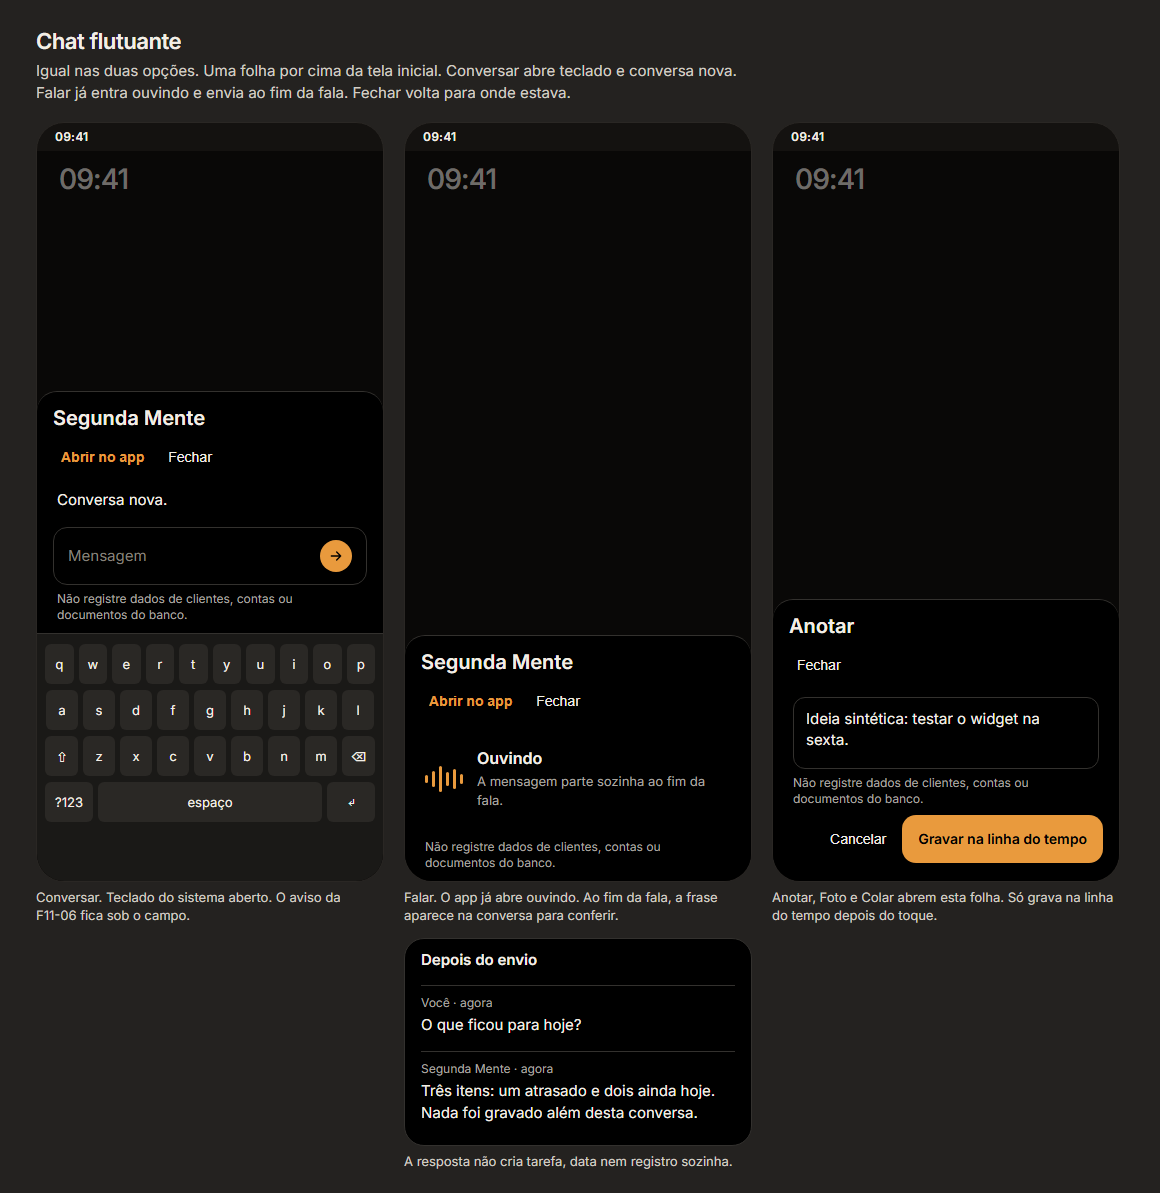 Chat flutuante
Igual nas duas opções. Uma folha por cima da tela inicial. Conversar abre teclado e conversa nova.
Falar já entra ouvindo e envia ao fim da fala. Fechar volta para onde estava.
09:41
09:41
Segunda Mente
Abrir no app Fechar
Conversa nova.
Mensagem →
Não registre dados de clientes, contas ou
documentos do banco.
q w e r t y u i o p
a s d f g h j k l
⇧ z x c v b n m ⌫
?123 espaço ↲
Conversar. Teclado do sistema aberto. O aviso da
F11-06 fica sob o campo.
09:41
09:41
Segunda Mente
Abrir no app Fechar
Ouvindo
A mensagem parte sozinha ao fim da
fala.
Não registre dados de clientes, contas ou
documentos do banco.
Falar. O app já abre ouvindo. Ao fim da fala, a frase
aparece na conversa para conferir.
09:41
09:41
Anotar
Fechar
Ideia sintética: testar o widget na
sexta.
Não registre dados de clientes, contas ou
documentos do banco.
Cancelar Gravar na linha do tempo
Anotar, Foto e Colar abrem esta folha. Só grava na linha
do tempo depois do toque.
Depois do envio
Você · agora
O que ficou para hoje?
Segunda Mente · agora
Três itens: um atrasado e dois ainda hoje.
Nada foi gravado além desta conversa.
A resposta não cria tarefa, data nem registro sozinha.